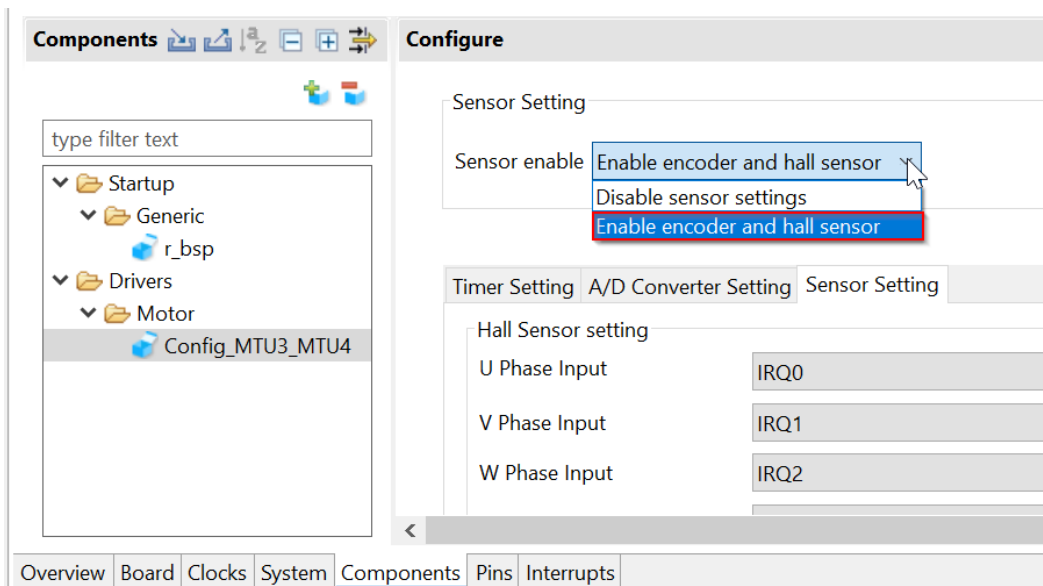 Components
Configure
type filter text
Startup
Generic
r_bsp
Drivers
Motor
Config_MTU3_MTU4
Sensor Setting
Sensor enable Enable encoder and hall sensor
Disable sensor settings
Enable encoder and hall sensor
Timer Setting A/D Converter Setting Sensor Setting
Hall Sensor setting
U Phase Input IRQ0
V Phase Input IRQ1
W Phase Input IRQ2
Overview Board Clocks System Components Pins Interrupts